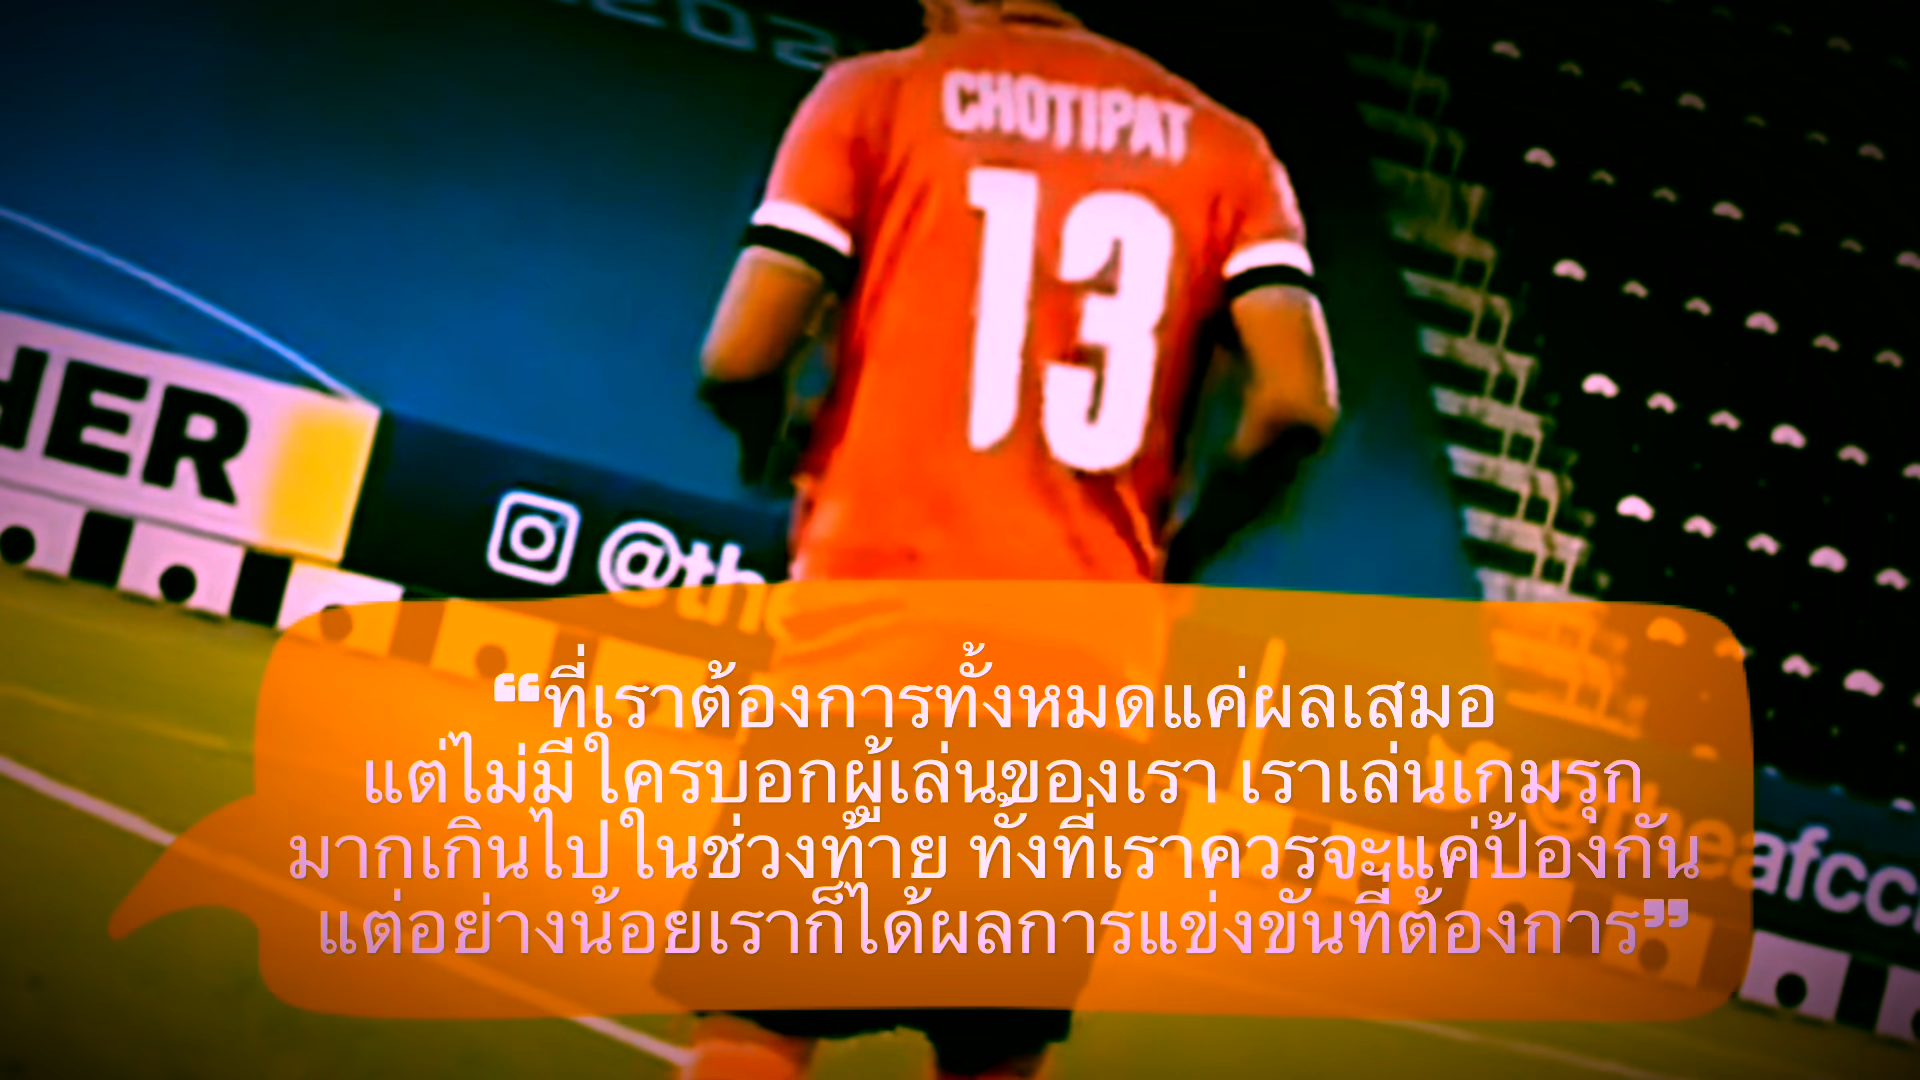 202
CHOTIPAT
13
HER
@the
“ที่เราต้องการทั้งหมดแค่ผลเสมอ
แต่ไม่มีใครบอกผู้เล่นของเรา เราเล่นเกมรุก
มากเกินไปในช่วงท้าย ทั้งที่เราควรจะแค่ป้องกัน
แต่อย่างน้อยเราก็ได้ผลการแข่งขันที่ต้องการ”
@theafcc